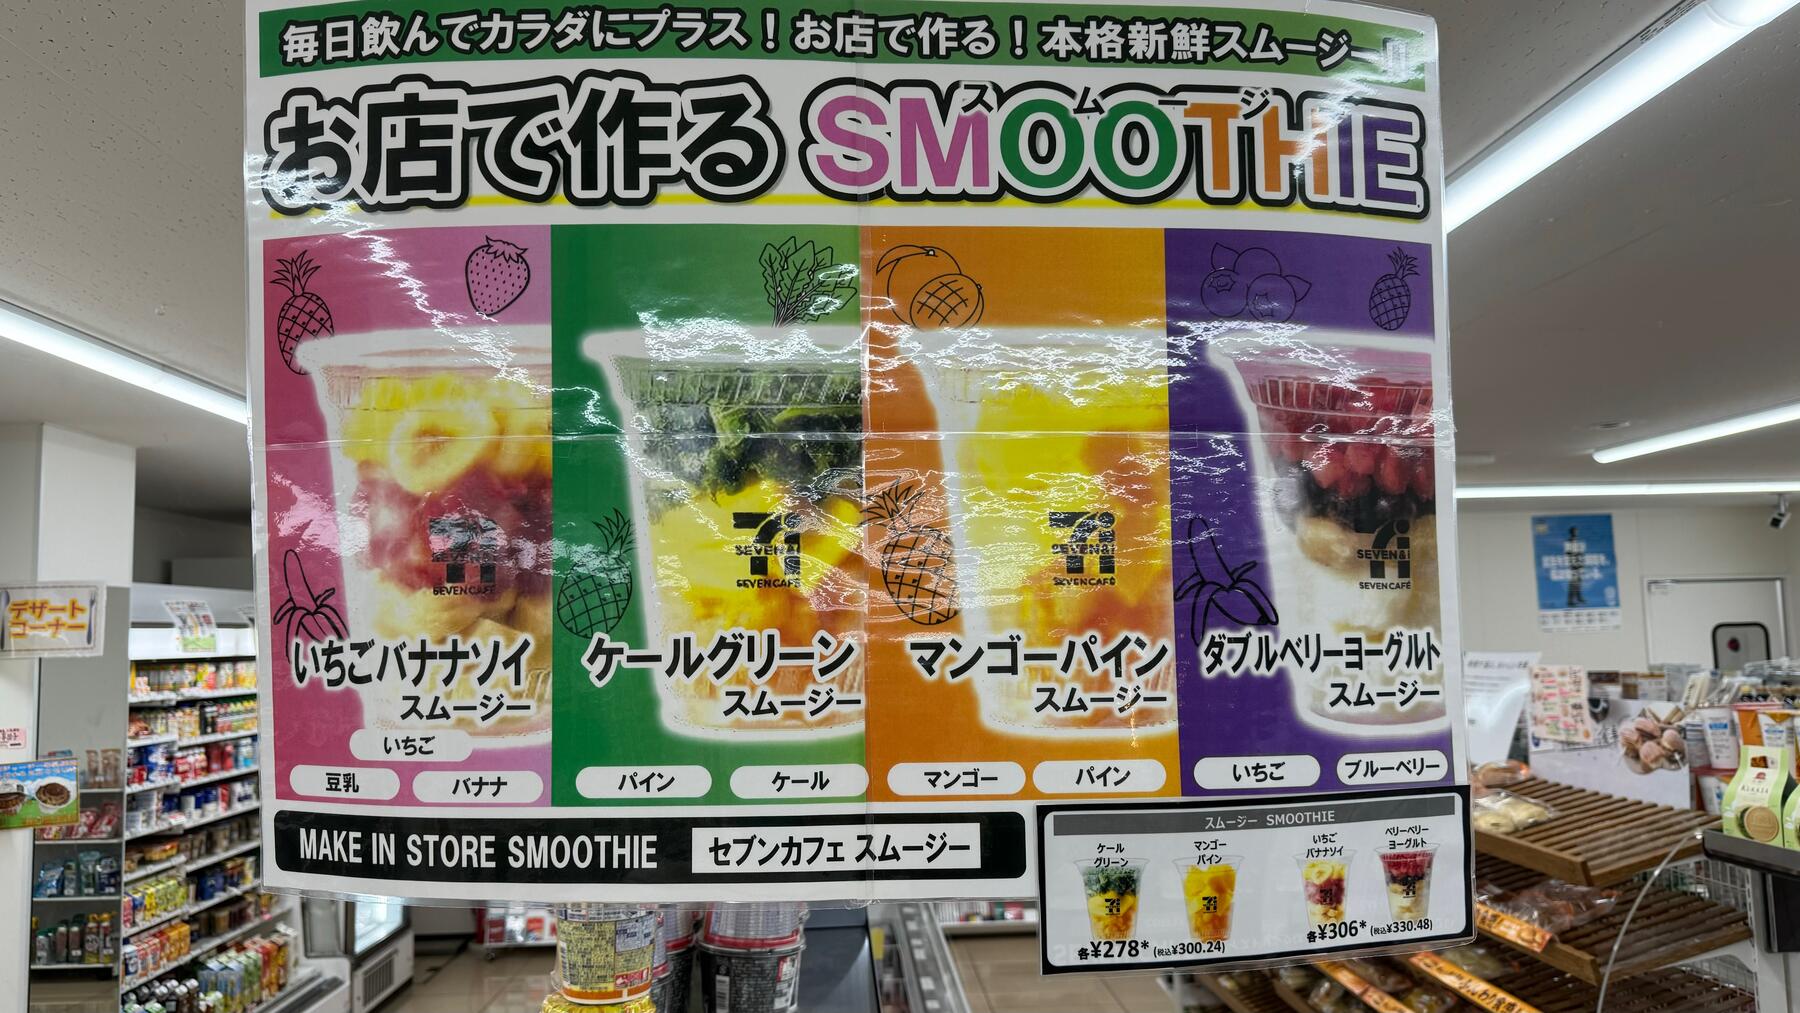 毎日飲んでカラダにプラス！お店で作る！本格新鮮スムージー!!
お店で作る SMOOTHIE
スムージー
いちごバナナソイ
スムージー
いちご
豆乳
バナナ
ケールグリーン
スムージー
パイン
ケール
マンゴーパイン
スムージー
マンゴー
パイン
ダブルベリーヨーグルト
スムージー
いちご
ブルーベリー
SEVEN&i
SEVEN CAFÉ
SEVEN&i
SEVEN CAFÉ
SEVEN&i
SEVEN CAFÉ
SEVEN&i
SEVEN CAFÉ
MAKE IN STORE SMOOTHIE
セブンカフェ スムージー
スムージー SMOOTHIE
ケール
グリーン
マンゴー
パイン
各¥278* (税込¥300.24)
いちご
バナナソイ
ベリーベリー
ヨーグルト
各¥306* (税込¥330.48)
デザート
コーナー